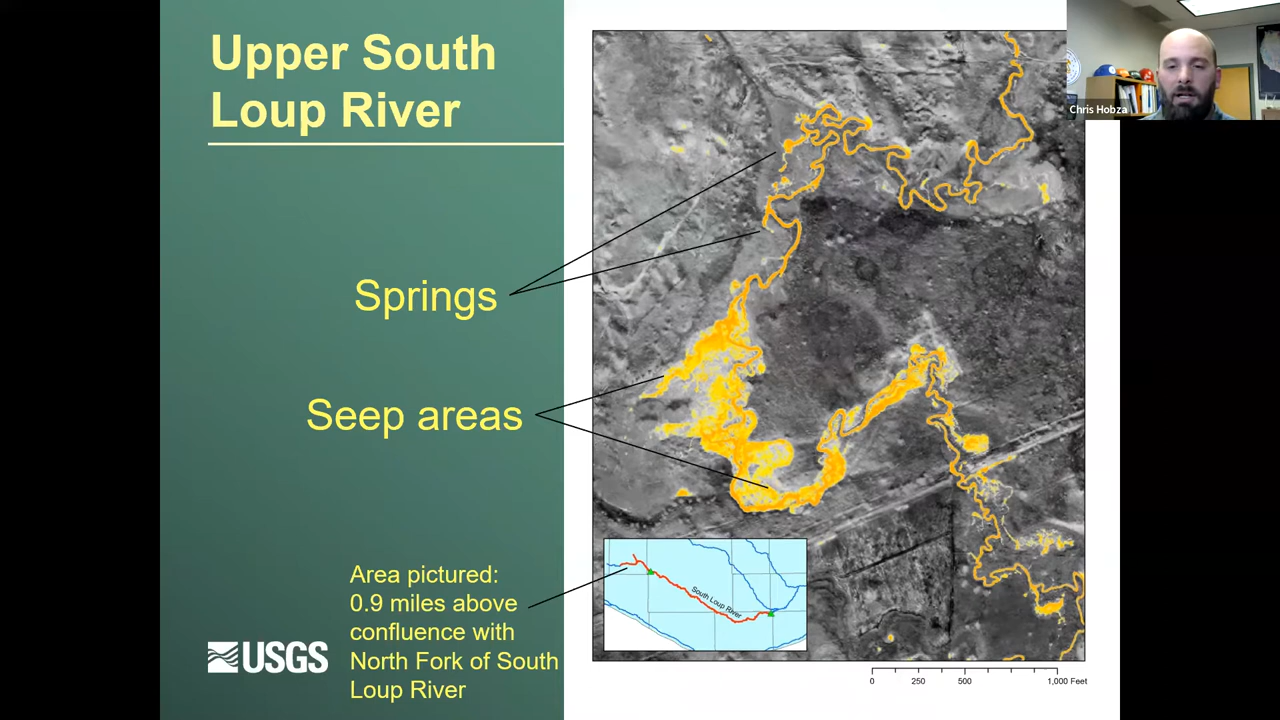 Upper South
Loup River
Chris Hobza
Springs
Seep areas
South Loup River
Area pictured:
0.9 miles above
confluence with
North Fork of South
Loup River
USGS
0 250 500 1,000 Feet